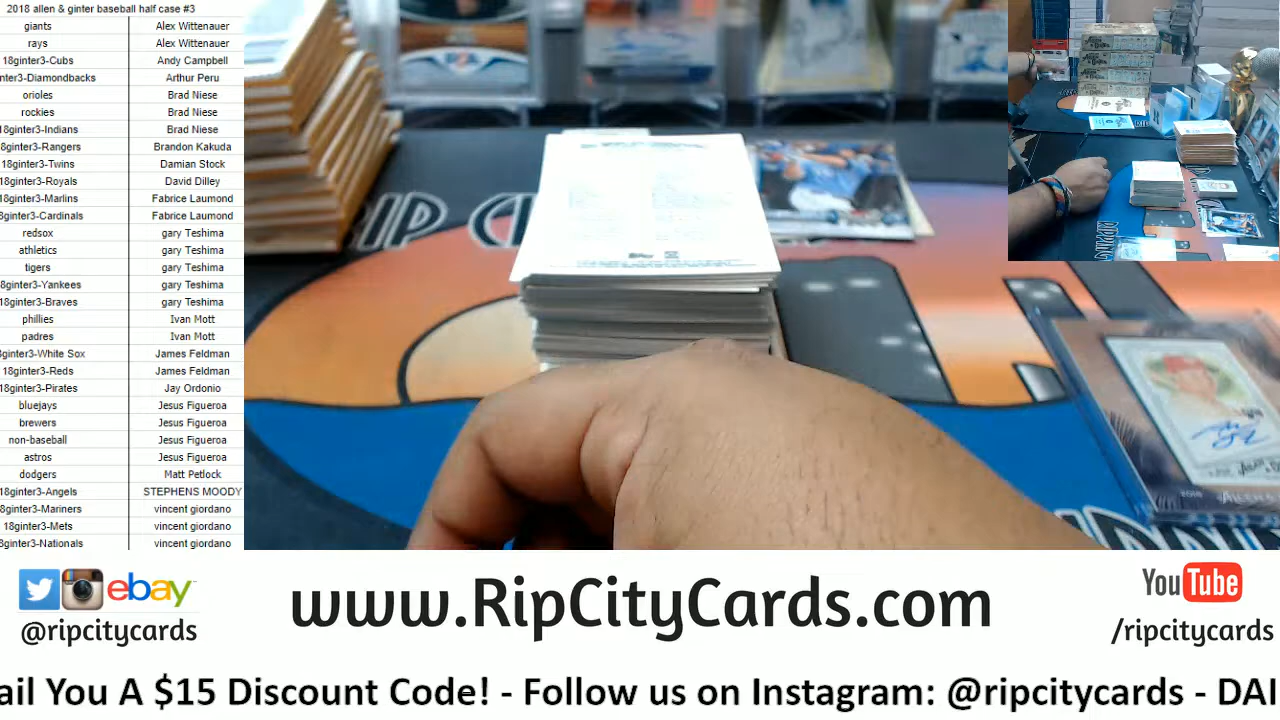 2018 allen & ginter baseball half case #3
giants Alex Wittenauer
rays Alex Wittenauer
18ginter3-Cubs Andy Campbell
nter3-Diamondbacks Arthur Peru
orioles Brad Niese
rockies Brad Niese
18ginter3-Indians Brad Niese
8ginter3-Rangers Brandon Kakuda
18ginter3-Twins Damian Stock
18ginter3-Royals David Dilley
8ginter3-Marlins Fabrice Laumond
ginter3-Cardinals Fabrice Laumond
redsox gary Teshima
athletics gary Teshima
tigers gary Teshima
8ginter3-Yankees gary Teshima
8ginter3-Braves gary Teshima
phillies Ivan Mott
padres Ivan Mott
ginter3-White Sox James Feldman
18ginter3-Reds James Feldman
18ginter3-Pirates Jay Ordonio
bluejays Jesus Figueroa
brewers Jesus Figueroa
non-baseball Jesus Figueroa
astros Jesus Figueroa
dodgers Matt Petlock
18ginter3-Angels STEPHENS MOODY
8ginter3-Mariners vincent giordano
18ginter3-Mets vincent giordano
ginter3-Nationals vincent giordano
RIP C
ebay
@ripcitycards
www.RipCityCards.com
YouTube
/ripcitycards
ail You A $15 Discount Code! - Follow us on Instagram: @ripcitycards - DAI